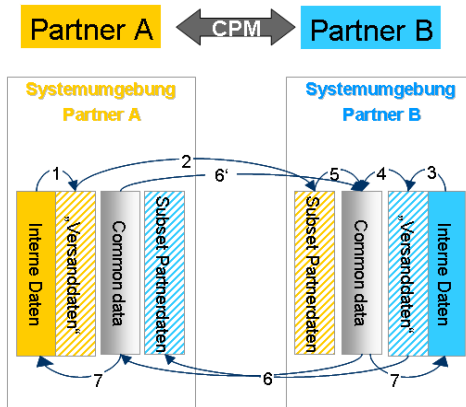 Partner A
CPM
Partner B
Systemumgebung
Partner A
Systemumgebung
Partner B
1
2
6‘
5
4
3
Interne Daten
„Versanddaten“
Common data
Subset Partnerdaten
Subset Partnerdaten
Common data
„Versanddaten“
Interne Daten
7
6
7